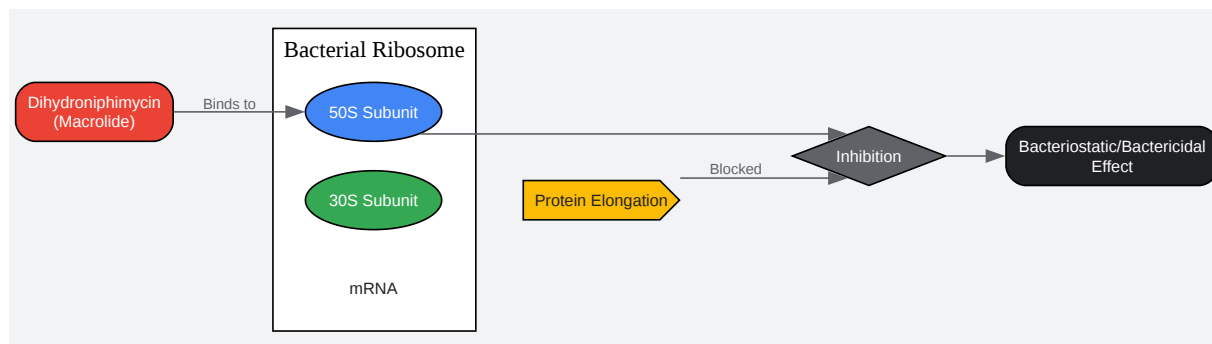 Bacterial Ribosome
Dihydroniphimycin
(Macrolide)
Binds to
50S Subunit
30S Subunit
mRNA
Protein Elongation
Blocked
Inhibition
Bacteriostatic/Bactericidal
Effect